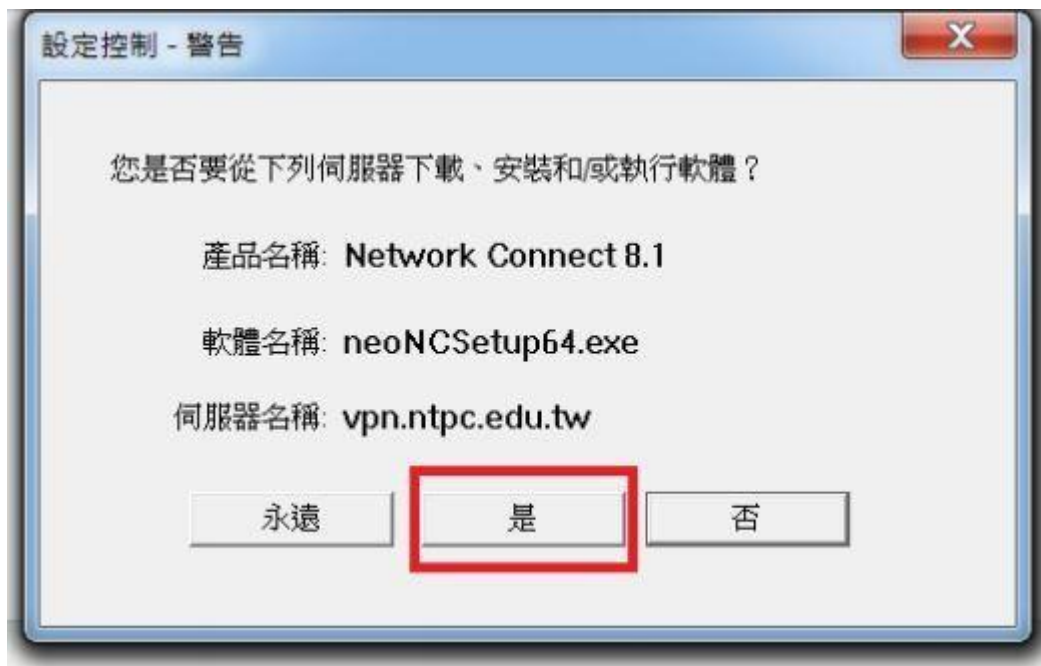 設定控制 - 警告
您是否要從下列伺服器下載、安裝和/或執行軟體？
產品名稱: Network Connect 8.1
軟體名稱: neoNCSetup64.exe
伺服器名稱: vpn.ntpc.edu.tw
永遠 是 否